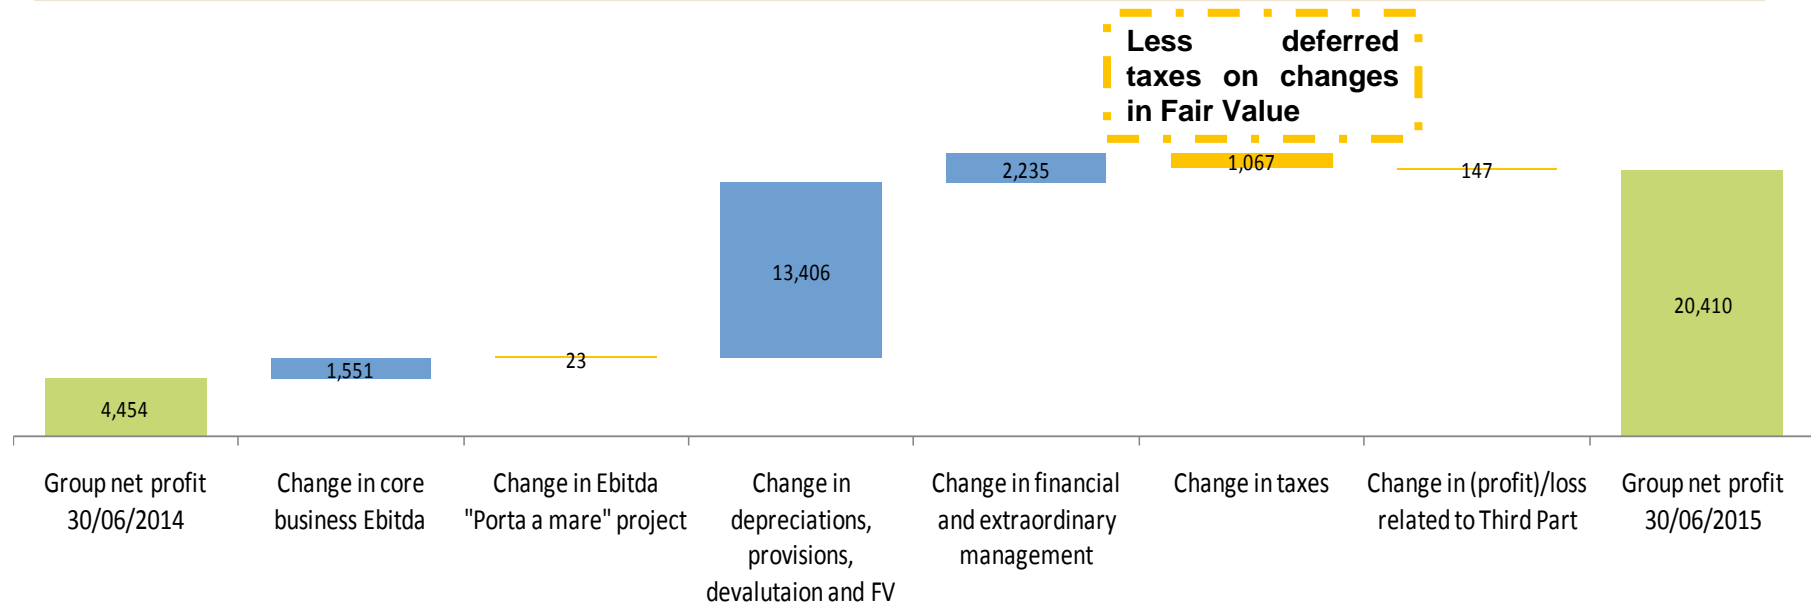 Less deferred
taxes on changes
in Fair Value
2,235
1,067
147
13,406
20,410
1,551
23
4,454
Group net profit
30/06/2014
Change in core
business Ebitda
Change in Ebitda
"Porta a mare" project
Change in
depreciations,
provisions,
devalutaion and FV
Change in financial
and extraordinary
management
Change in taxes
Change in (profit)/loss
related to Third Part
Group net profit
30/06/2015